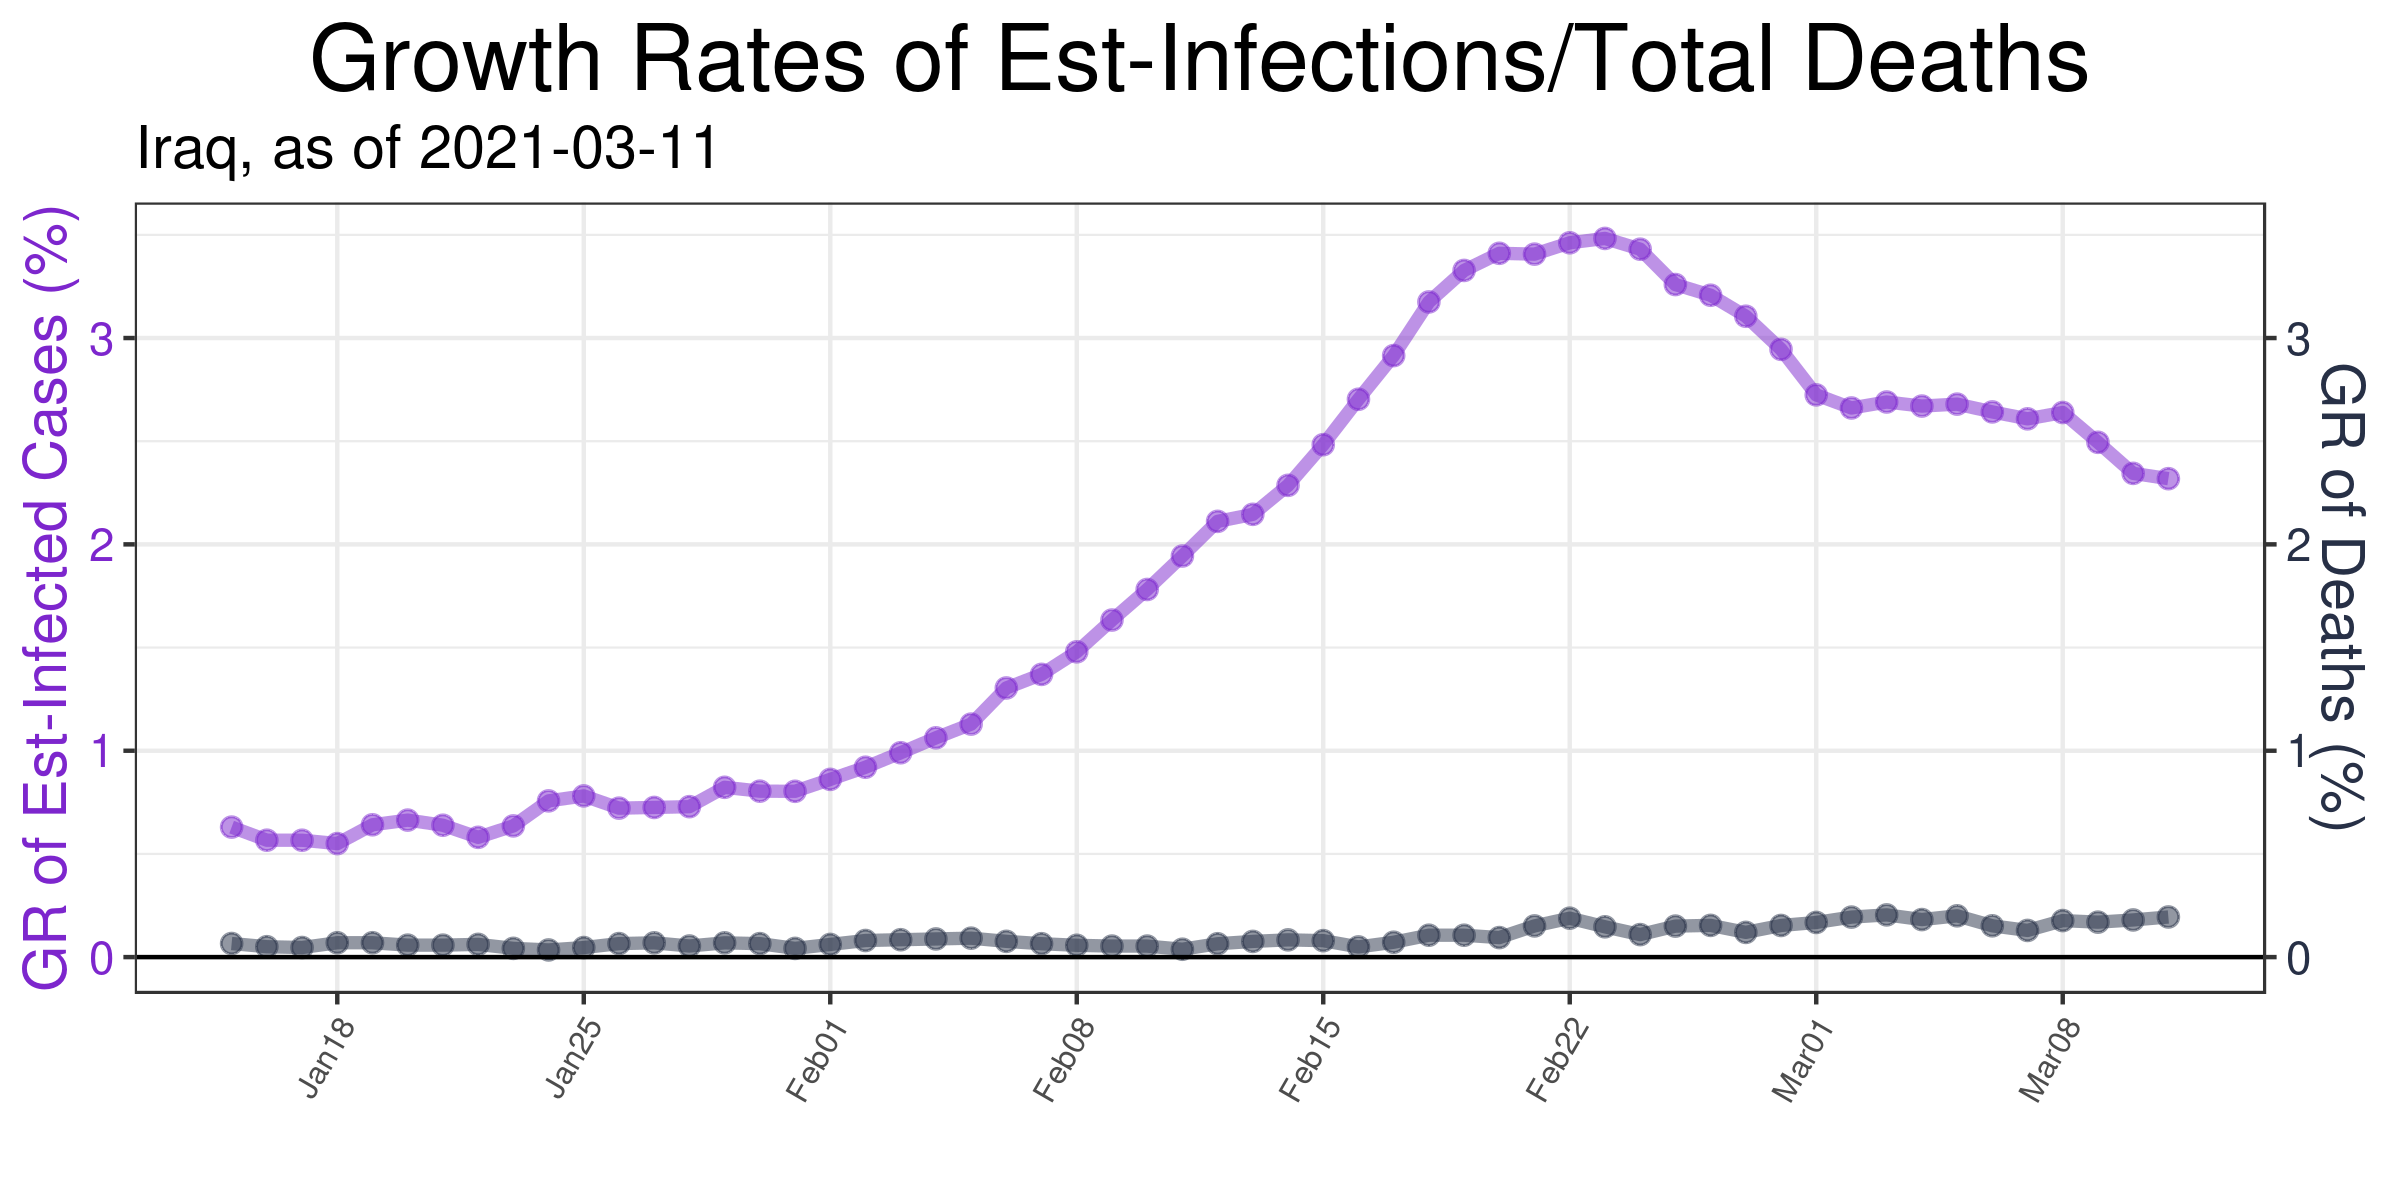 Growth Rates of Est-Infections/Total Deaths
Iraq, as of 2021-03-11
GR of Est-Infected Cases (%)
3
2
1
0
3
2
1
0
GR of Deaths (%)
Jan18
Jan25
Feb01
Feb08
Feb15
Feb22
Mar01
Mar08